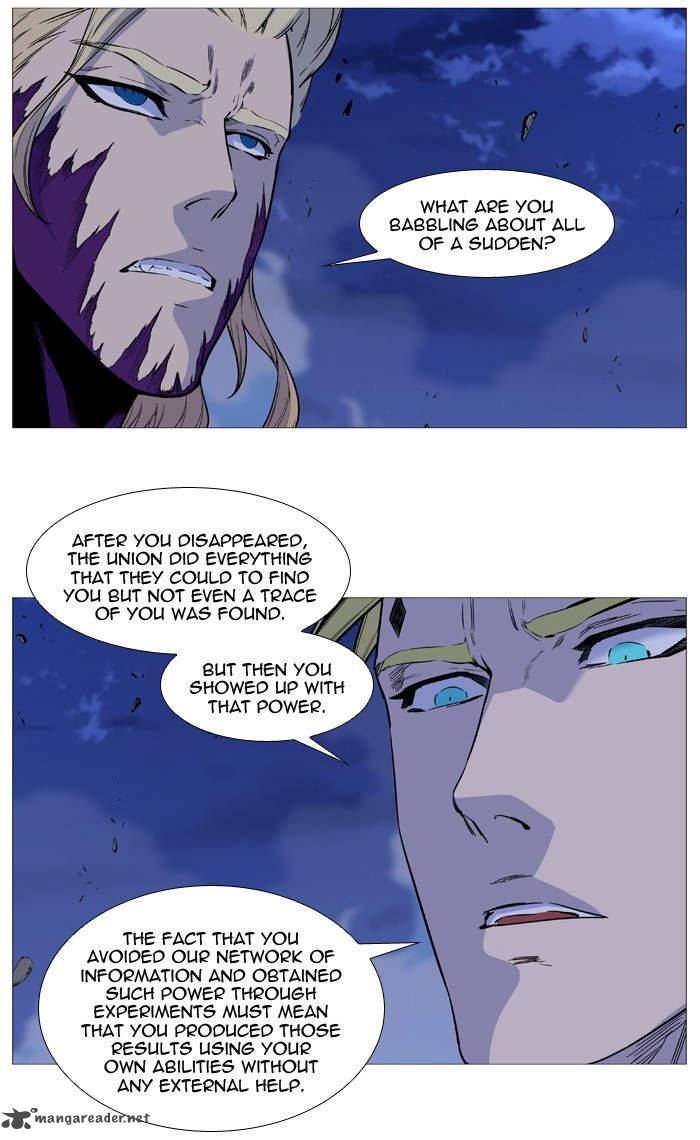 WHAT ARE YOU
BABBLING ABOUT ALL
OF A SUDDEN?
AFTER YOU DISAPPEARED,
THE UNION DID EVERYTHING
THAT THEY COULD TO FIND
YOU BUT NOT EVEN A TRACE
OF YOU WAS FOUND.
BUT THEN YOU
SHOWED UP WITH
THAT POWER.
THE FACT THAT YOU
AVOIDED OUR NETWORK OF
INFORMATION AND OBTAINED
SUCH POWER THROUGH
EXPERIMENTS MUST MEAN
THAT YOU PRODUCED THOSE
RESULTS USING YOUR
OWN ABILITIES WITHOUT
ANY EXTERNAL HELP.
mangareader.net